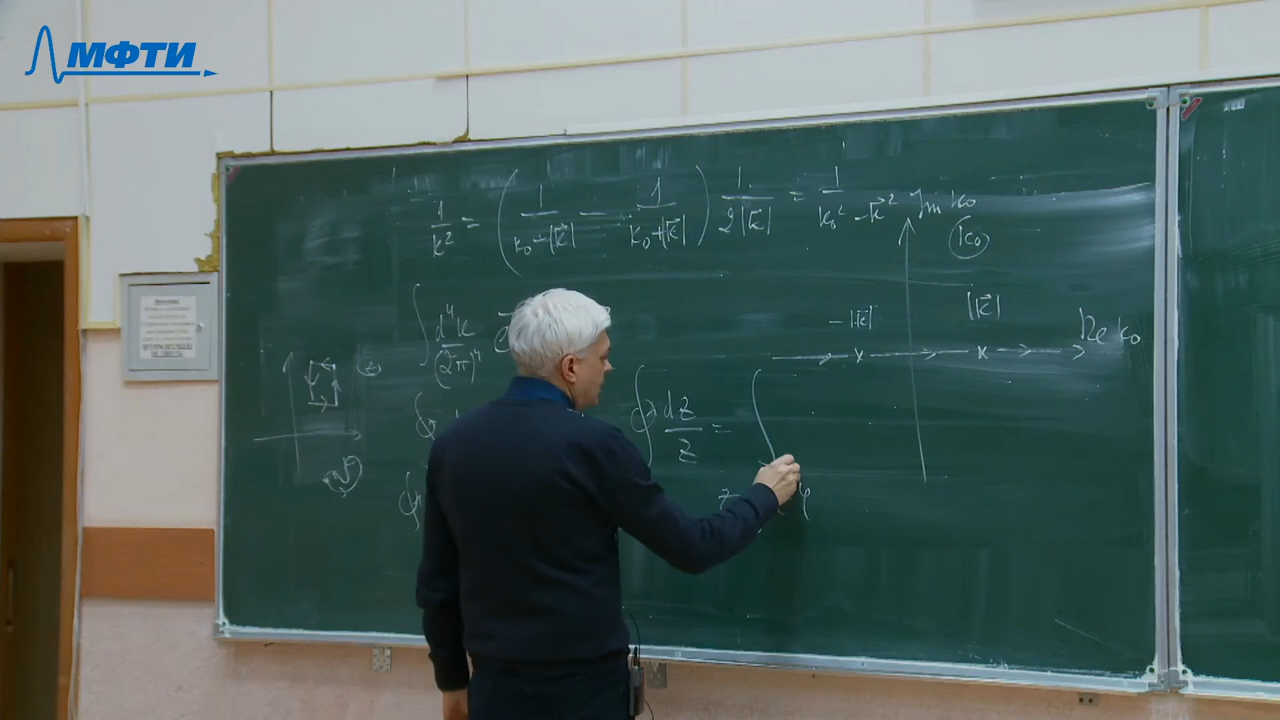 МФТИ
1/k² = (1/(k₀-|k⃗|) - 1/(k₀+|k⃗|)) 1/(2|k⃗|) = 1/(k₀²-k⃗²)
Im k₀
k₀
∫ d⁴k/(2π)⁴ e
-|k⃗|
|k⃗|
Re k₀
z
∮ dz/z = ∫
∮
z
φ
∮